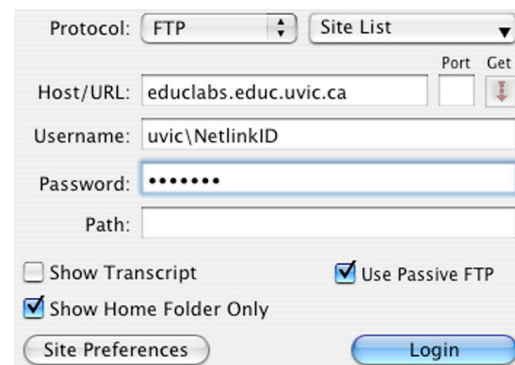 Protocol: FTP Site List
Port Get
Host/URL: educlabs.educ.uvic.ca
Username: uvic\NetlinkID
Password: •••••••
Path:
Show Transcript Use Passive FTP
Show Home Folder Only
Site Preferences Login